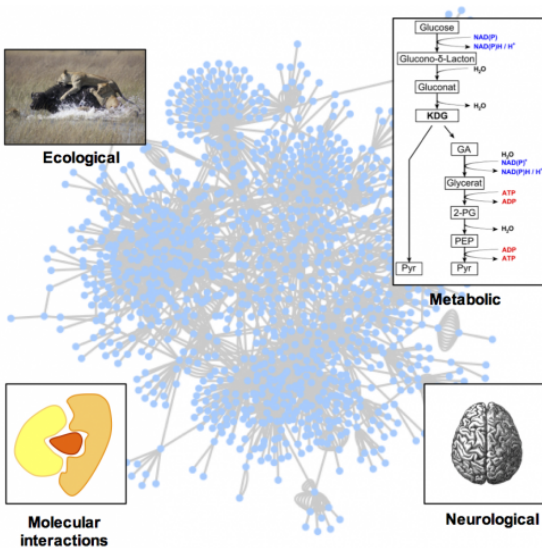 Ecological
Glucose
NAD(P)
NAD(P)H / H⁺
Glucono-δ-Lacton
H₂O
Gluconat
H₂O
KDG
GA
H₂O
NAD(P)⁺
NAD(P)H / H⁺
Glycerat
ATP
ADP
2-PG
H₂O
PEP
ADP
ATP
Pyr
Pyr
Metabolic
Molecular
interactions
Neurological